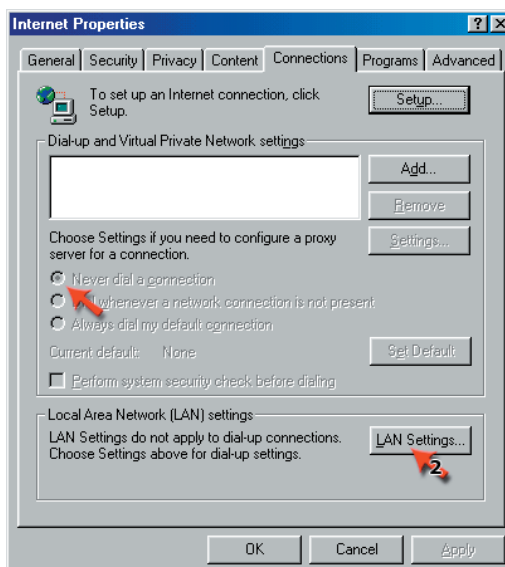 Internet Properties
General Security Privacy Content Connections Programs Advanced
To set up an Internet connection, click
Setup.
Setup...
Dial-up and Virtual Private Network settings
Add...
Remove
Choose Settings if you need to configure a proxy
server for a connection.
Settings...
Never dial a connection
whenever a network connection is not present
Always dial my default connection
Current default: None
Set Default
Perform system security check before dialing
Local Area Network (LAN) settings
LAN Settings do not apply to dial-up connections.
Choose Settings above for dial-up settings.
LAN Settings...
2
OK Cancel Apply